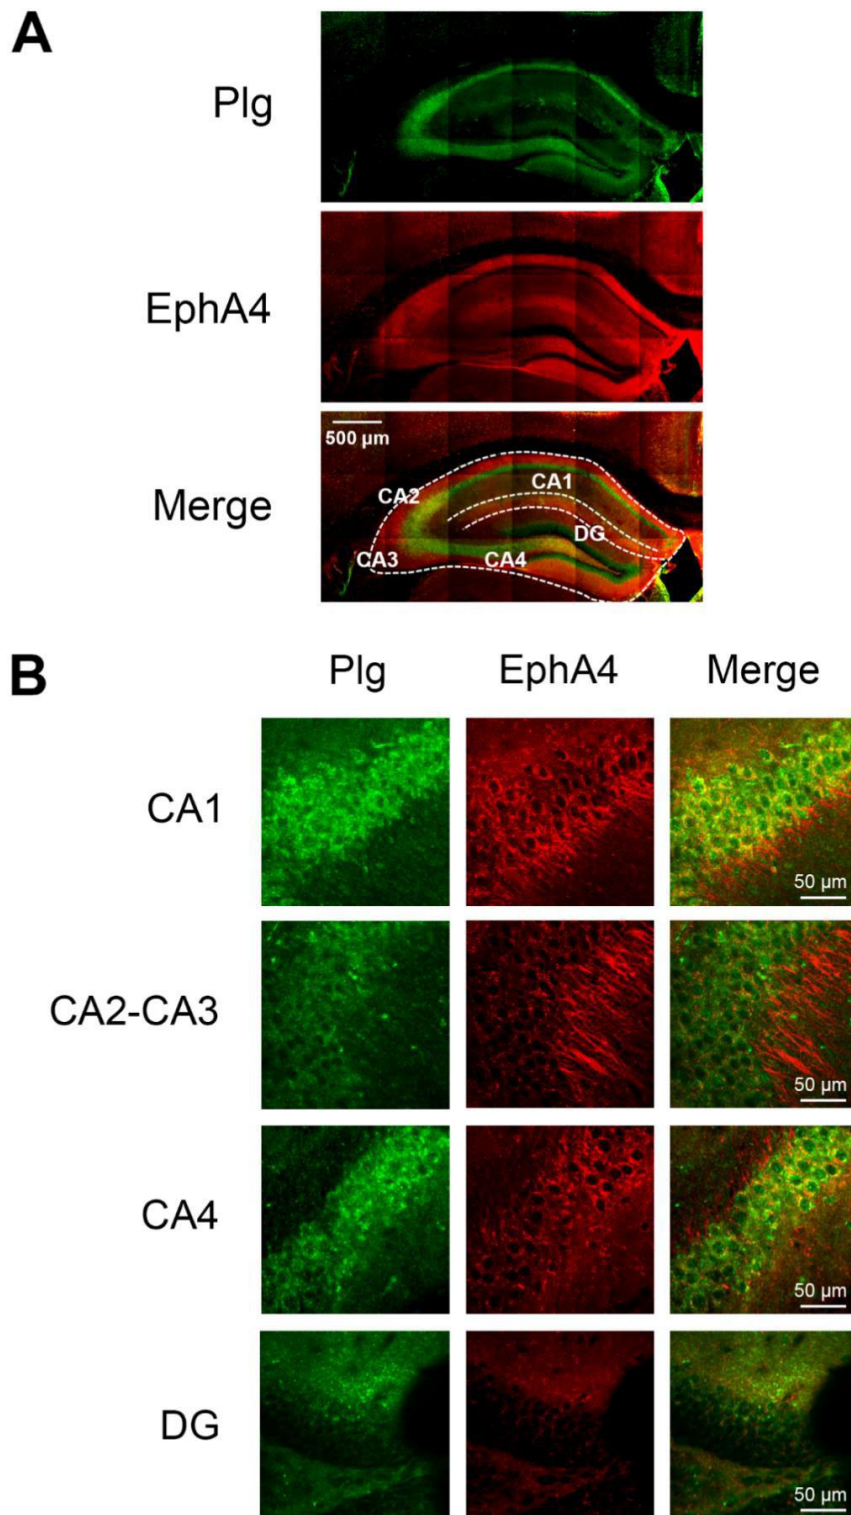 A
Plg
EphA4
Merge
500 µm
CA1
CA2
DG
CA3
CA4
B
Plg EphA4 Merge
CA1
50 µm
CA2-CA3
50 µm
CA4
50 µm
DG
50 µm